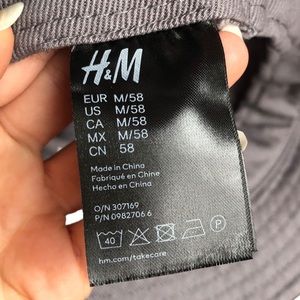 H&M
EUR M/58
US M/58
CA M/58
MX M/58
CN 58
Made in China
Fabriqué en Chine
Hecho en China
O/N 307169
P/N 0982706.6
40 P
hm.com/takecare